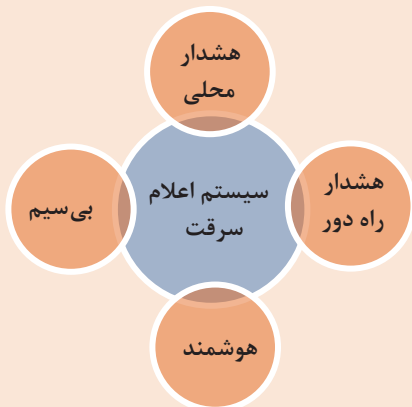 هشدار
محلی
هشدار
راه دور
سیستم اعلام
سرقت
بی‌سیم
هوشمند